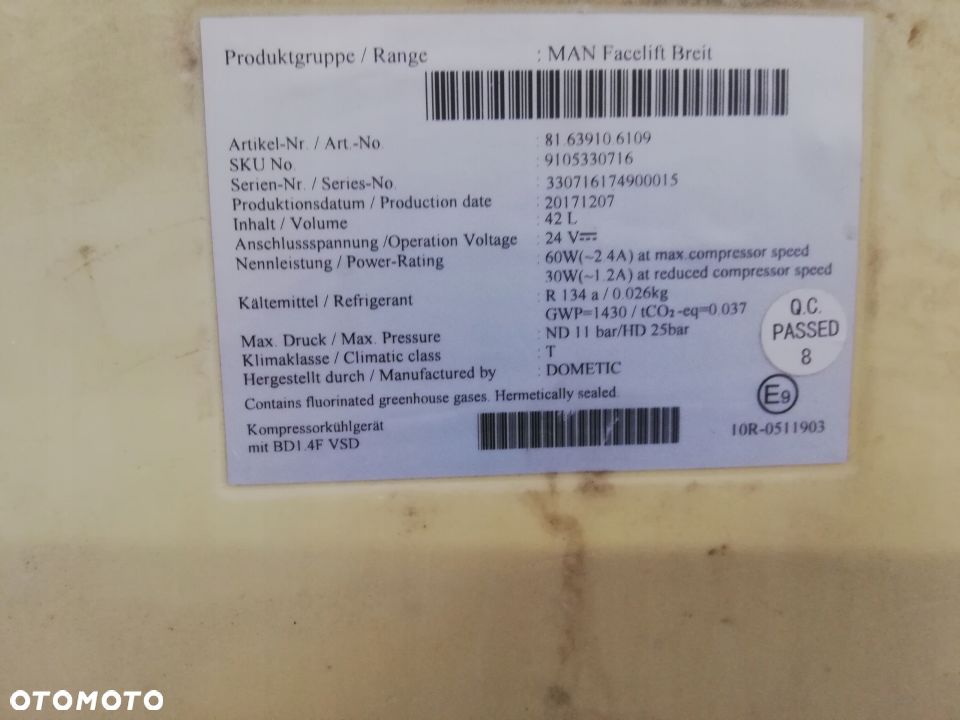 Produktgruppe / Range : MAN Facelift Breit
Artikel-Nr. / Art.-No. : 81.63910.6109
SKU No. : 9105330716
Serien-Nr. / Series-No. : 330716174900015
Produktionsdatum / Production date : 20171207
Inhalt / Volume : 42 L
Anschlussspannung /Operation Voltage : 24 V⎓
Nennleistung / Power-Rating : 60W(~2.4A) at max.compressor speed
30W(~1.2A) at reduced compressor speed
Kältemittel / Refrigerant : R 134 a / 0.026kg
GWP=1430 / tCO₂-eq=0.037
Max. Druck / Max. Pressure : ND 11 bar/HD 25bar
Klimaklasse / Climatic class : T
Hergestellt durch / Manufactured by : DOMETIC
Contains fluorinated greenhouse gases. Hermetically sealed.
Kompressorkühlgerät
mit BD1.4F VSD
Q.C.
PASSED
8
E9
10R-0511903
OTOMOTO